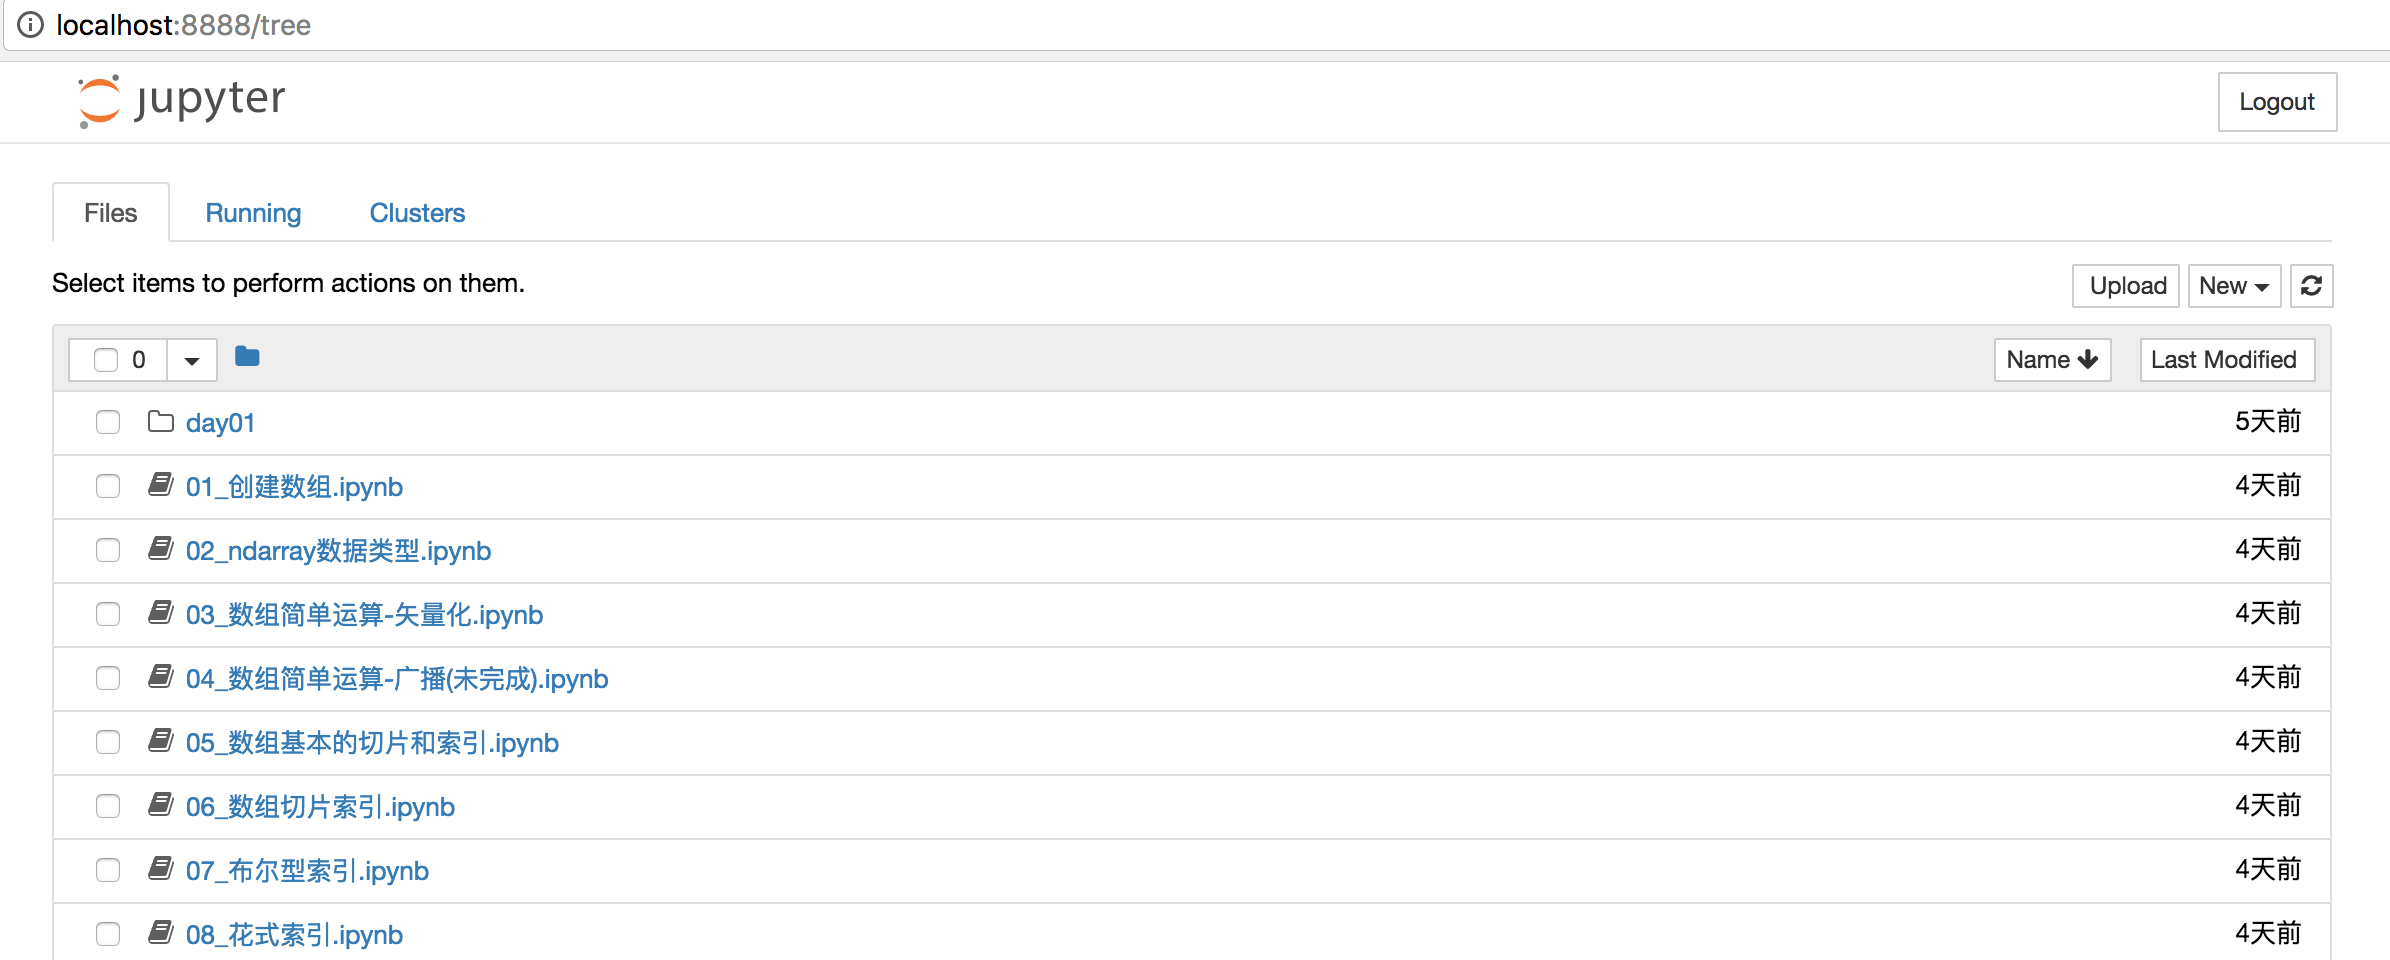 localhost:8888/tree
jupyter
Logout
Files Running Clusters
Select items to perform actions on them.
Upload New
0 Name Last Modified
day01 5天前
01_创建数组.ipynb 4天前
02_ndarray数据类型.ipynb 4天前
03_数组简单运算-矢量化.ipynb 4天前
04_数组简单运算-广播(未完成).ipynb 4天前
05_数组基本的切片和索引.ipynb 4天前
06_数组切片索引.ipynb 4天前
07_布尔型索引.ipynb 4天前
08_花式索引.ipynb 4天前